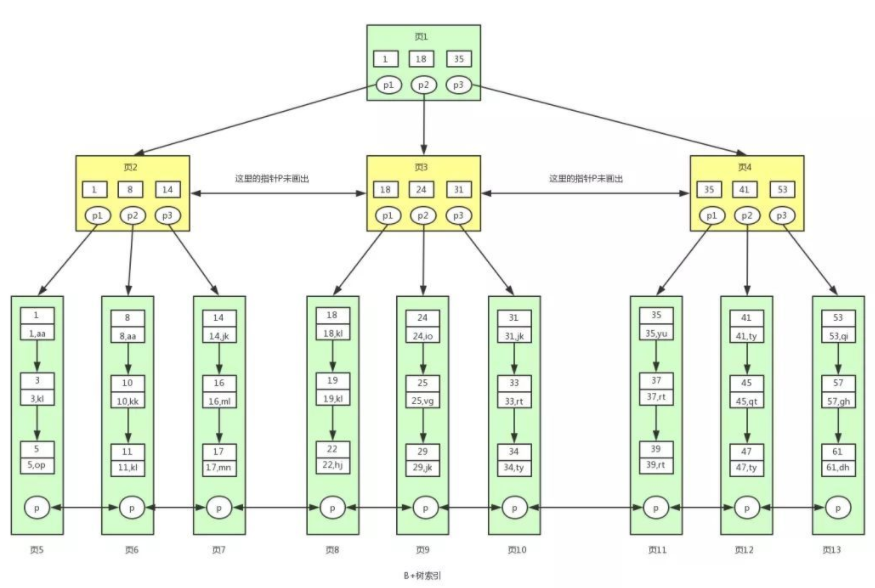 页1
1 18 35
p1 p2 p3
页2
1 8 14
p1 p2 p3
这里的指针P未画出
页3
18 24 31
p1 p2 p3
这里的指针P未画出
页4
35 41 53
p1 p2 p3
1
1,aa
3
3,kl
5
5,op
p
页5
8
8,aa
10
10,kk
11
11,kl
p
页6
14
14,jk
16
16,ml
17
17,mn
p
页7
18
18,kl
19
19,kl
22
22,hj
p
页8
24
24,io
25
25,vg
29
29,jk
p
页9
31
31,jk
33
33,rt
34
34,ty
p
页10
35
35,yu
37
37,rt
39
39,rt
p
页11
41
41,ty
45
45,qt
47
47,ty
p
页12
53
53,qi
57
57,gh
61
61,dh
p
页13
B+树索引